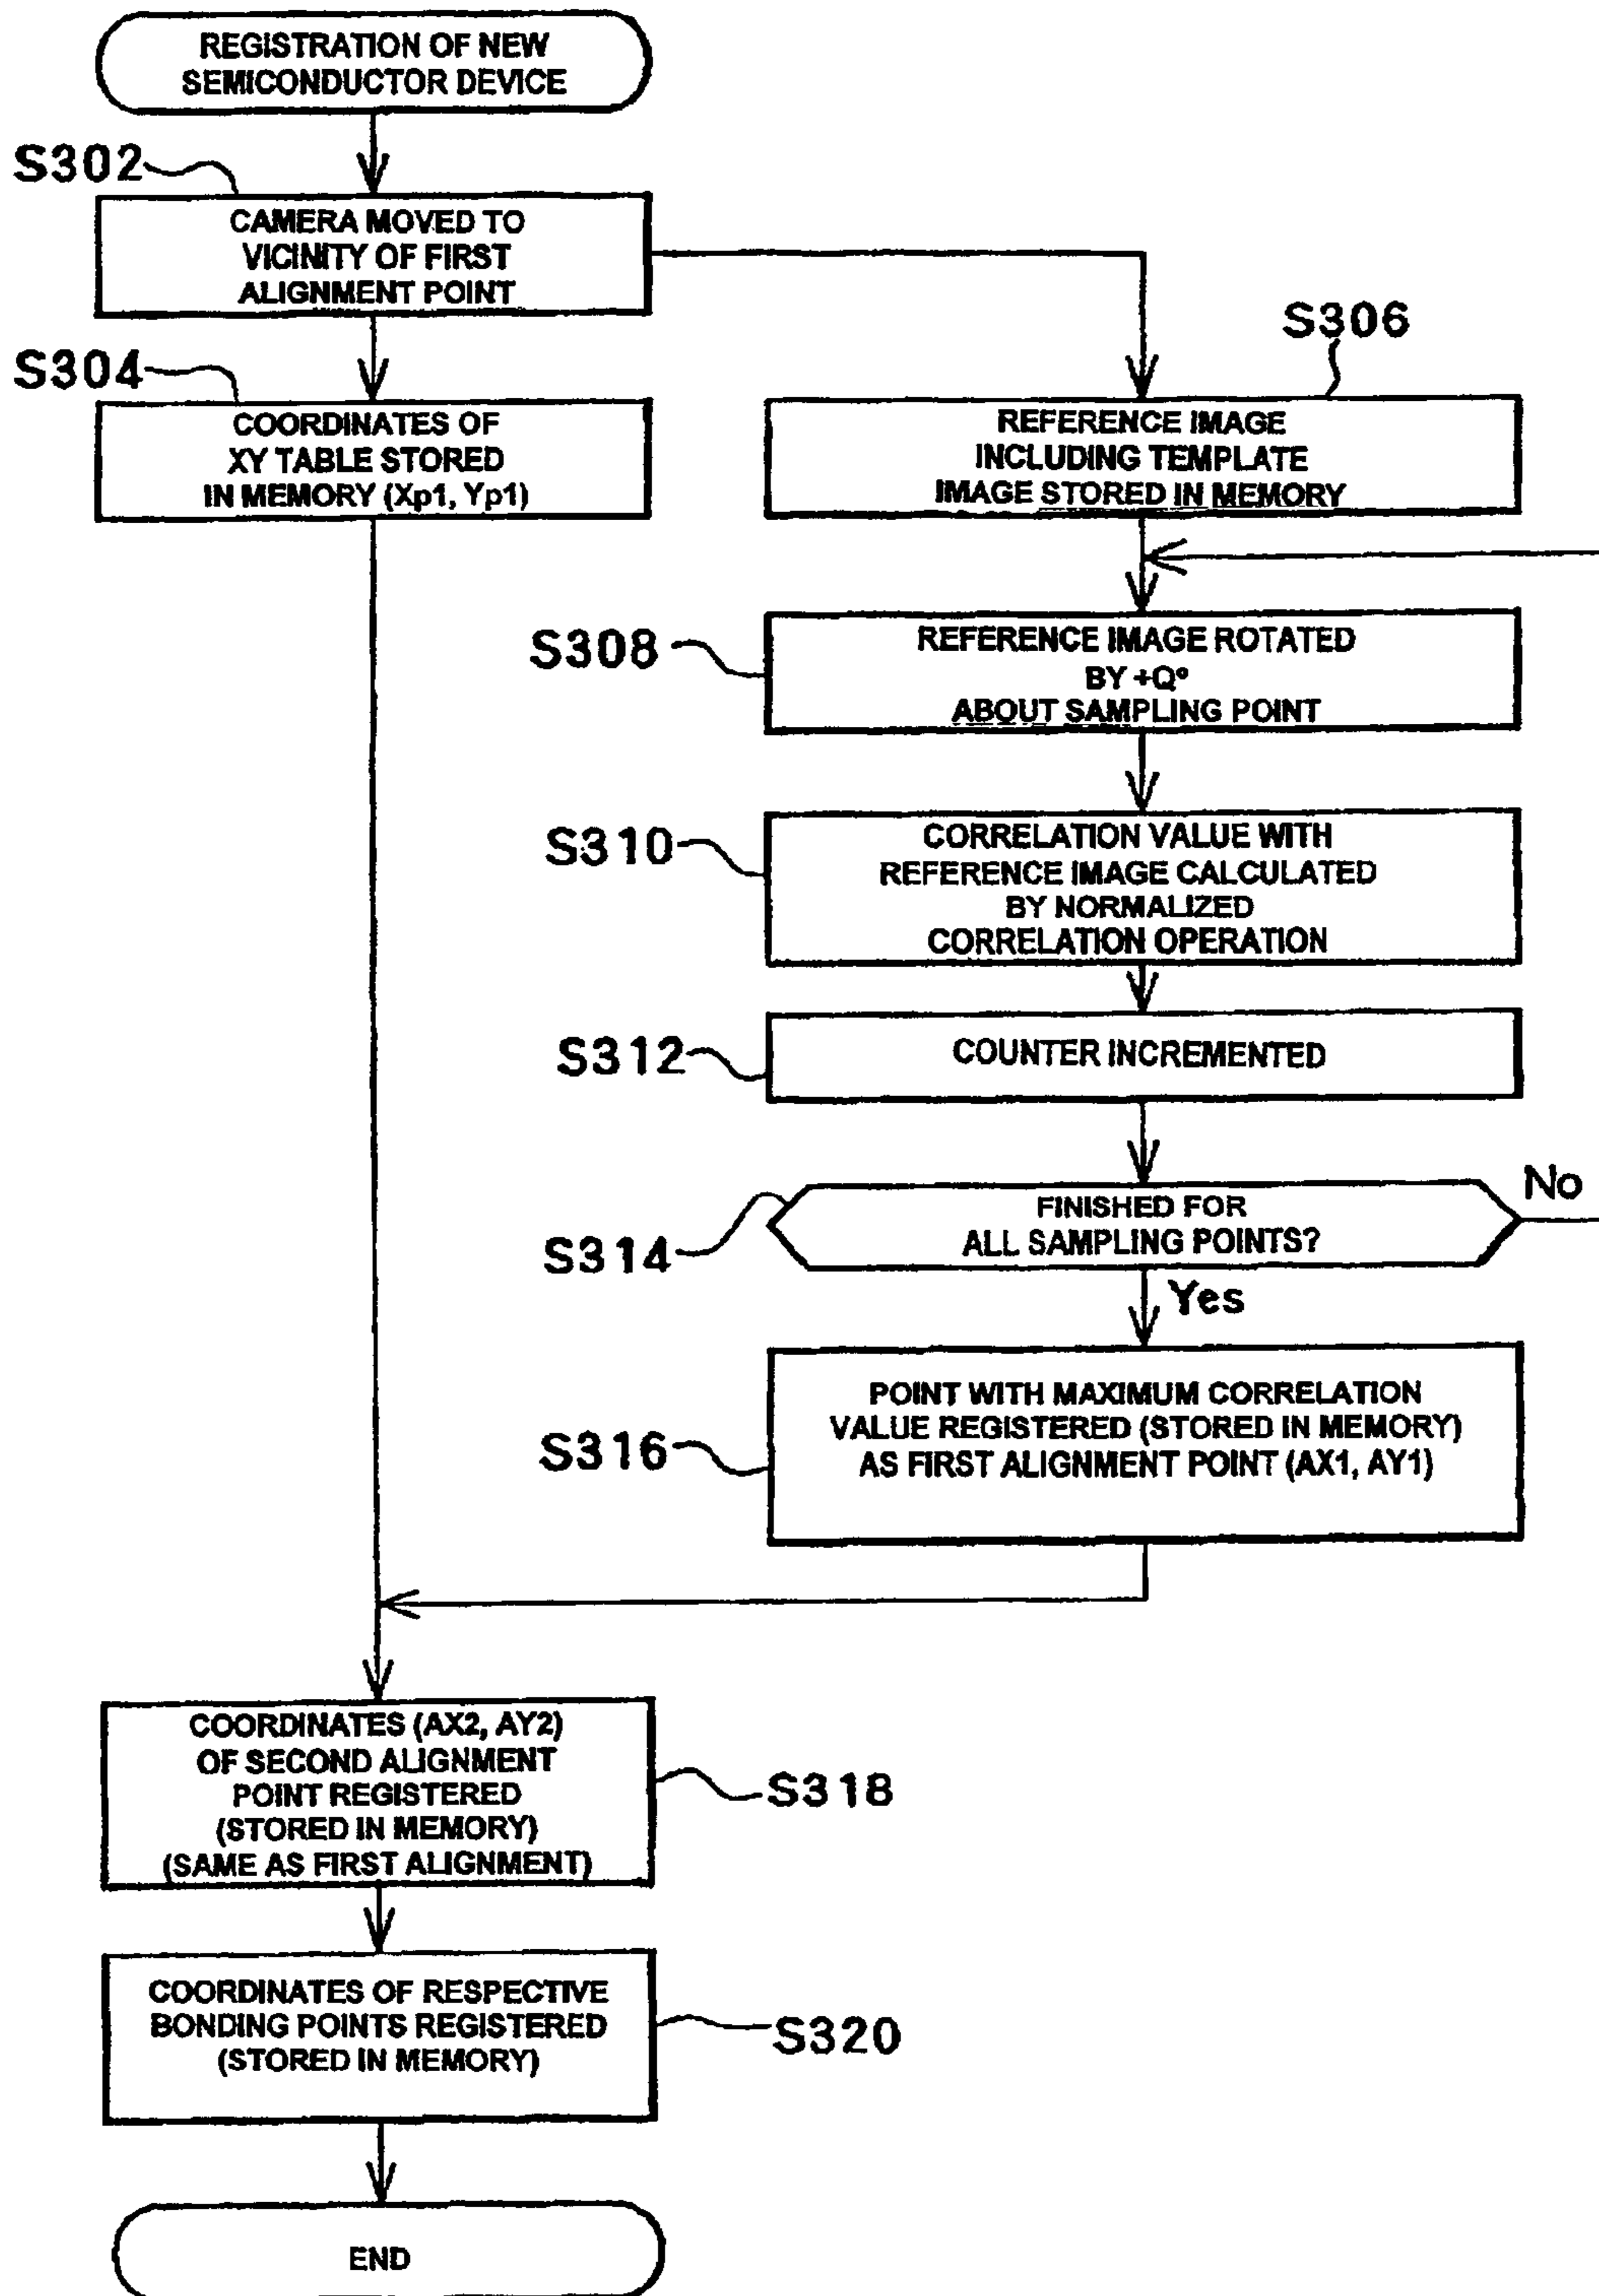 REGISTRATION OF NEW
SEMICONDUCTOR DEVICE
S302
CAMERA MOVED TO
VICINITY OF FIRST
ALIGNMENT POINT
S304
COORDINATES OF
XY TABLE STORED
IN MEMORY (Xp1, Yp1)
S306
REFERENCE IMAGE
INCLUDING TEMPLATE
IMAGE STORED IN MEMORY
S308
REFERENCE IMAGE ROTATED
BY +Q°
ABOUT SAMPLING POINT
S310
CORRELATION VALUE WITH
REFERENCE IMAGE CALCULATED
BY NORMALIZED
CORRELATION OPERATION
S312
COUNTER INCREMENTED
S314
FINISHED FOR
ALL SAMPLING POINTS?
No
Yes
S316
POINT WITH MAXIMUM CORRELATION
VALUE REGISTERED (STORED IN MEMORY)
AS FIRST ALIGNMENT POINT (AX1, AY1)
COORDINATES (AX2, AY2)
OF SECOND ALIGNMENT
POINT REGISTERED
(STORED IN MEMORY)
(SAME AS FIRST ALIGNMENT)
S318
COORDINATES OF RESPECTIVE
BONDING POINTS REGISTERED
(STORED IN MEMORY)
S320
END